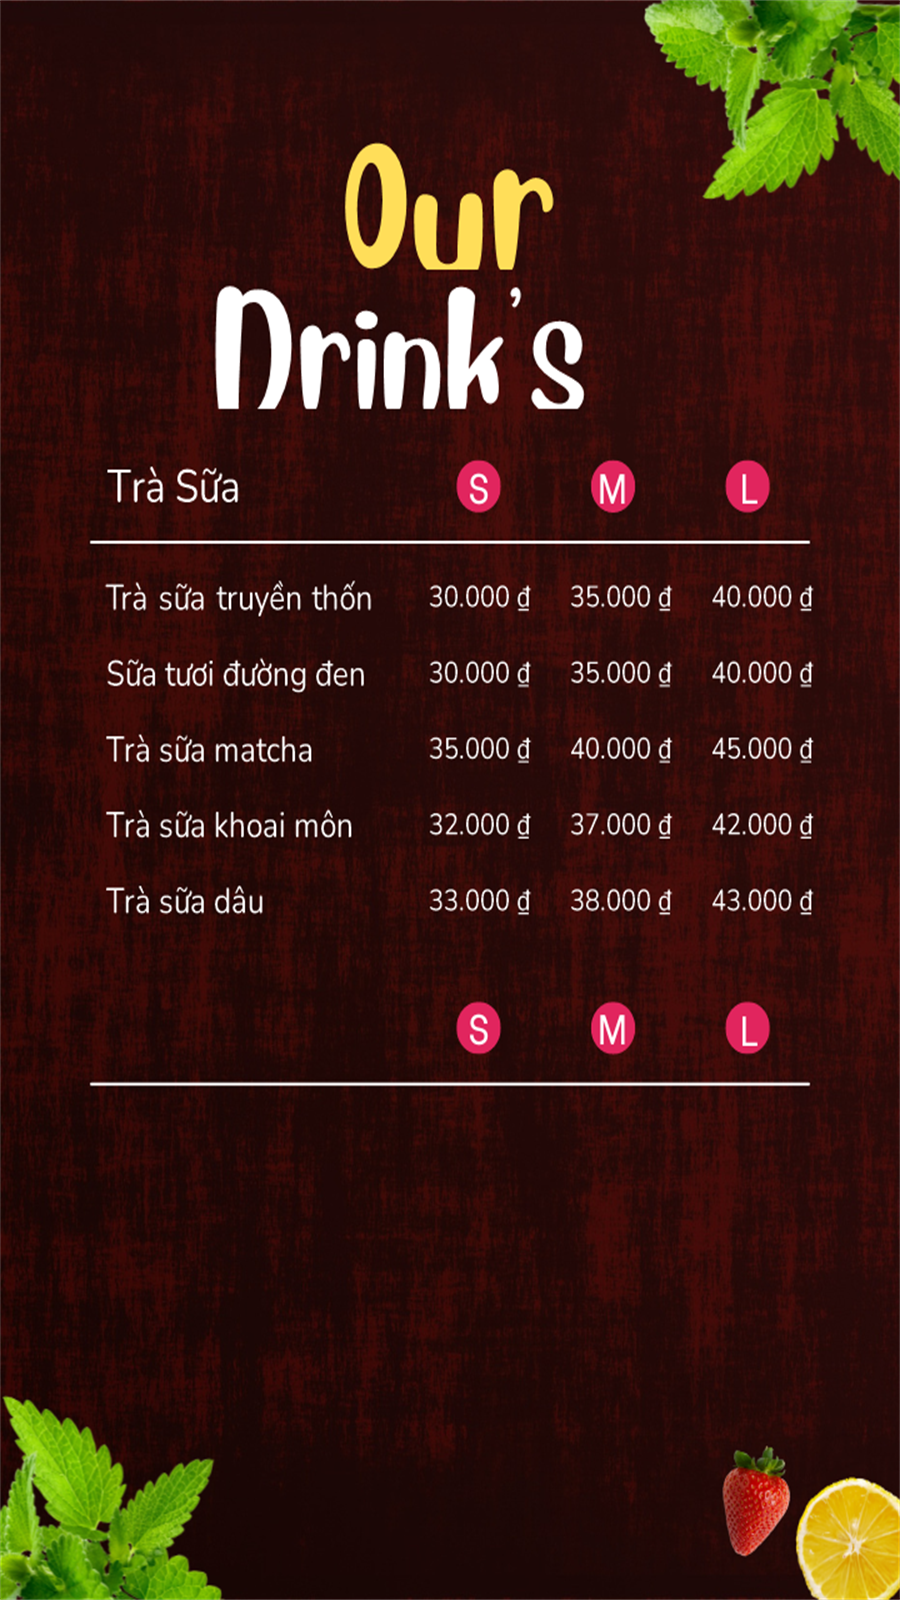 Our
Drink's
Trà Sữa S M L
Trà sữa truyền thốn 30.000 ₫ 35.000 ₫ 40.000 ₫
Sữa tươi đường đen 30.000 ₫ 35.000 ₫ 40.000 ₫
Trà sữa matcha 35.000 ₫ 40.000 ₫ 45.000 ₫
Trà sữa khoai môn 32.000 ₫ 37.000 ₫ 42.000 ₫
Trà sữa dâu 33.000 ₫ 38.000 ₫ 43.000 ₫
S M L